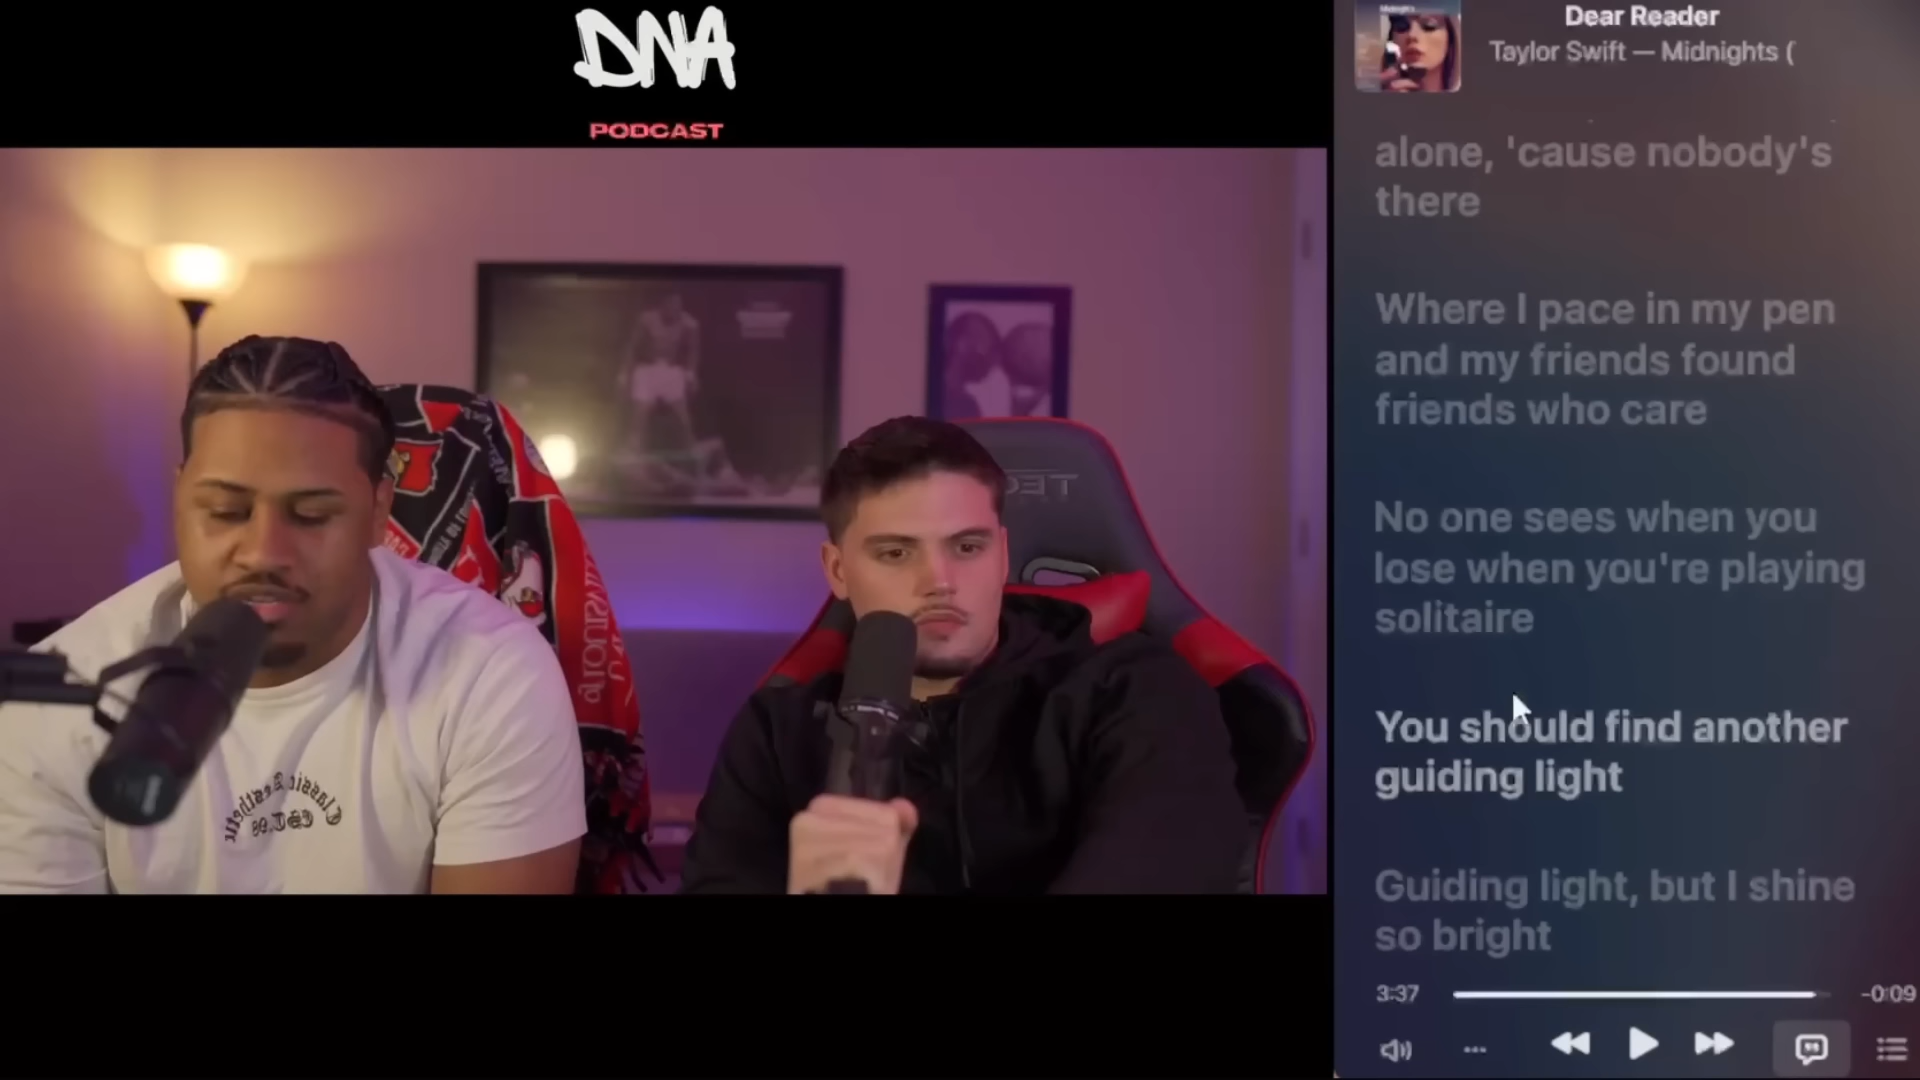 DNA
PODCAST
Dear Reader
Taylor Swift — Midnights (
alone, 'cause nobody's
there
Where I pace in my pen
and my friends found
friends who care
No one sees when you
lose when you're playing
solitaire
You should find another
guiding light
Guiding light, but I shine
so bright
3:37
-0:09
Classic Aesthetic